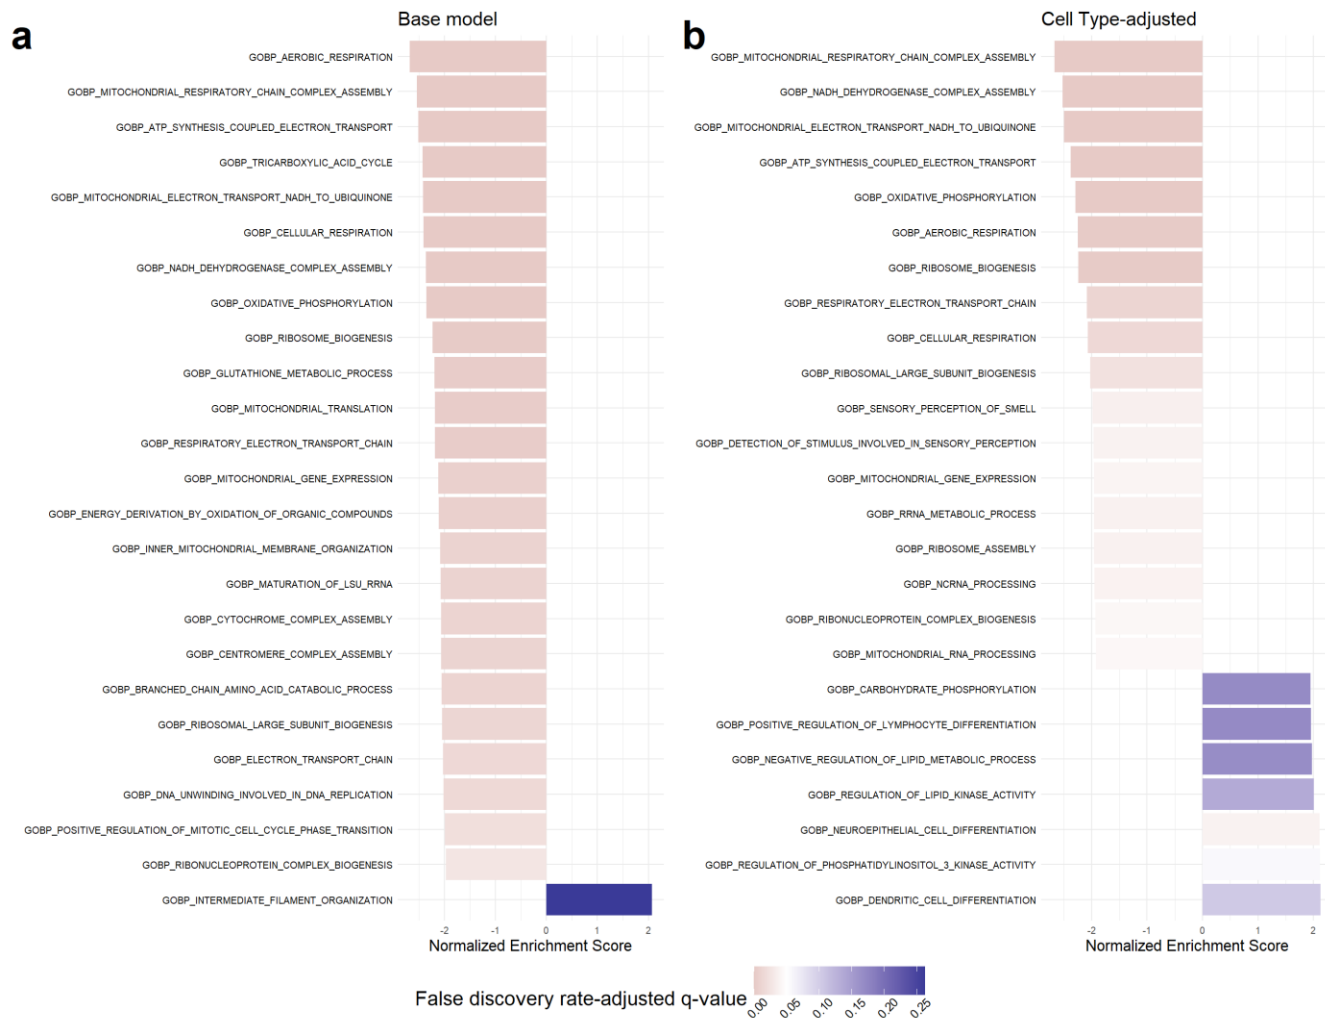 a
Base model
GOBP_AEROBIC_RESPIRATION
GOBP_MITOCHONDRIAL_RESPIRATORY_CHAIN_COMPLEX_ASSEMBLY
GOBP_ATP_SYNTHESIS_COUPLED_ELECTRON_TRANSPORT
GOBP_TRICARBOXYLIC_ACID_CYCLE
GOBP_MITOCHONDRIAL_ELECTRON_TRANSPORT_NADH_TO_UBIQUINONE
GOBP_CELLULAR_RESPIRATION
GOBP_NADH_DEHYDROGENASE_COMPLEX_ASSEMBLY
GOBP_OXIDATIVE_PHOSPHORYLATION
GOBP_RIBOSOME_BIOGENESIS
GOBP_GLUTATHIONE_METABOLIC_PROCESS
GOBP_MITOCHONDRIAL_TRANSLATION
GOBP_RESPIRATORY_ELECTRON_TRANSPORT_CHAIN
GOBP_MITOCHONDRIAL_GENE_EXPRESSION
GOBP_ENERGY_DERIVATION_BY_OXIDATION_OF_ORGANIC_COMPOUNDS
GOBP_INNER_MITOCHONDRIAL_MEMBRANE_ORGANIZATION
GOBP_MATURATION_OF_LSU_RRNA
GOBP_CYTOCHROME_COMPLEX_ASSEMBLY
GOBP_CENTROMERE_COMPLEX_ASSEMBLY
GOBP_BRANCHED_CHAIN_AMINO_ACID_CATABOLIC_PROCESS
GOBP_RIBOSOMAL_LARGE_SUBUNIT_BIOGENESIS
GOBP_ELECTRON_TRANSPORT_CHAIN
GOBP_DNA_UNWINDING_INVOLVED_IN_DNA_REPLICATION
GOBP_POSITIVE_REGULATION_OF_MITOTIC_CELL_CYCLE_PHASE_TRANSITION
GOBP_RIBONUCLEOPROTEIN_COMPLEX_BIOGENESIS
GOBP_INTERMEDIATE_FILAMENT_ORGANIZATION
-2 -1 0 1 2
Normalized Enrichment Score
b
Cell Type-adjusted
GOBP_MITOCHONDRIAL_RESPIRATORY_CHAIN_COMPLEX_ASSEMBLY
GOBP_NADH_DEHYDROGENASE_COMPLEX_ASSEMBLY
GOBP_MITOCHONDRIAL_ELECTRON_TRANSPORT_NADH_TO_UBIQUINONE
GOBP_ATP_SYNTHESIS_COUPLED_ELECTRON_TRANSPORT
GOBP_OXIDATIVE_PHOSPHORYLATION
GOBP_AEROBIC_RESPIRATION
GOBP_RIBOSOME_BIOGENESIS
GOBP_RESPIRATORY_ELECTRON_TRANSPORT_CHAIN
GOBP_CELLULAR_RESPIRATION
GOBP_RIBOSOMAL_LARGE_SUBUNIT_BIOGENESIS
GOBP_SENSORY_PERCEPTION_OF_SMELL
GOBP_DETECTION_OF_STIMULUS_INVOLVED_IN_SENSORY_PERCEPTION
GOBP_MITOCHONDRIAL_GENE_EXPRESSION
GOBP_RRNA_METABOLIC_PROCESS
GOBP_RIBOSOME_ASSEMBLY
GOBP_NCRNA_PROCESSING
GOBP_RIBONUCLEOPROTEIN_COMPLEX_BIOGENESIS
GOBP_MITOCHONDRIAL_RNA_PROCESSING
GOBP_CARBOHYDRATE_PHOSPHORYLATION
GOBP_POSITIVE_REGULATION_OF_LYMPHOCYTE_DIFFERENTIATION
GOBP_NEGATIVE_REGULATION_OF_LIPID_METABOLIC_PROCESS
GOBP_REGULATION_OF_LIPID_KINASE_ACTIVITY
GOBP_NEUROEPITHELIAL_CELL_DIFFERENTIATION
GOBP_REGULATION_OF_PHOSPHATIDYLINOSITOL_3_KINASE_ACTIVITY
GOBP_DENDRITIC_CELL_DIFFERENTIATION
-2 -1 0 1 2
Normalized Enrichment Score
False discovery rate-adjusted q-value
0.00 0.05 0.10 0.15 0.20 0.25